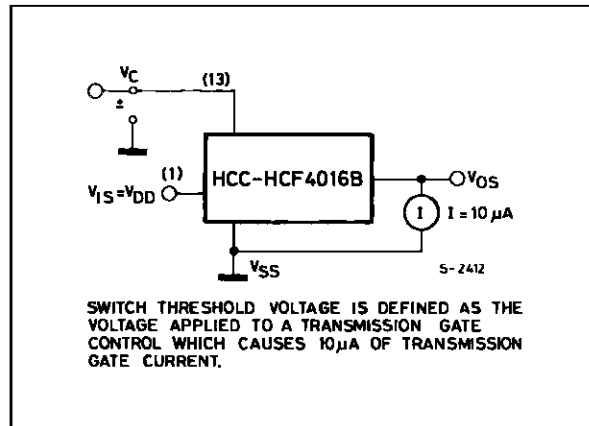 VC
±
(13)
(1)
VIS=VDD
HCC-HCF4016B
VOS
I
I = 10 µA
VSS
S-2412
SWITCH THRESHOLD VOLTAGE IS DEFINED AS THE
VOLTAGE APPLIED TO A TRANSMISSION GATE
CONTROL WHICH CAUSES 10µA OF TRANSMISSION
GATE CURRENT.